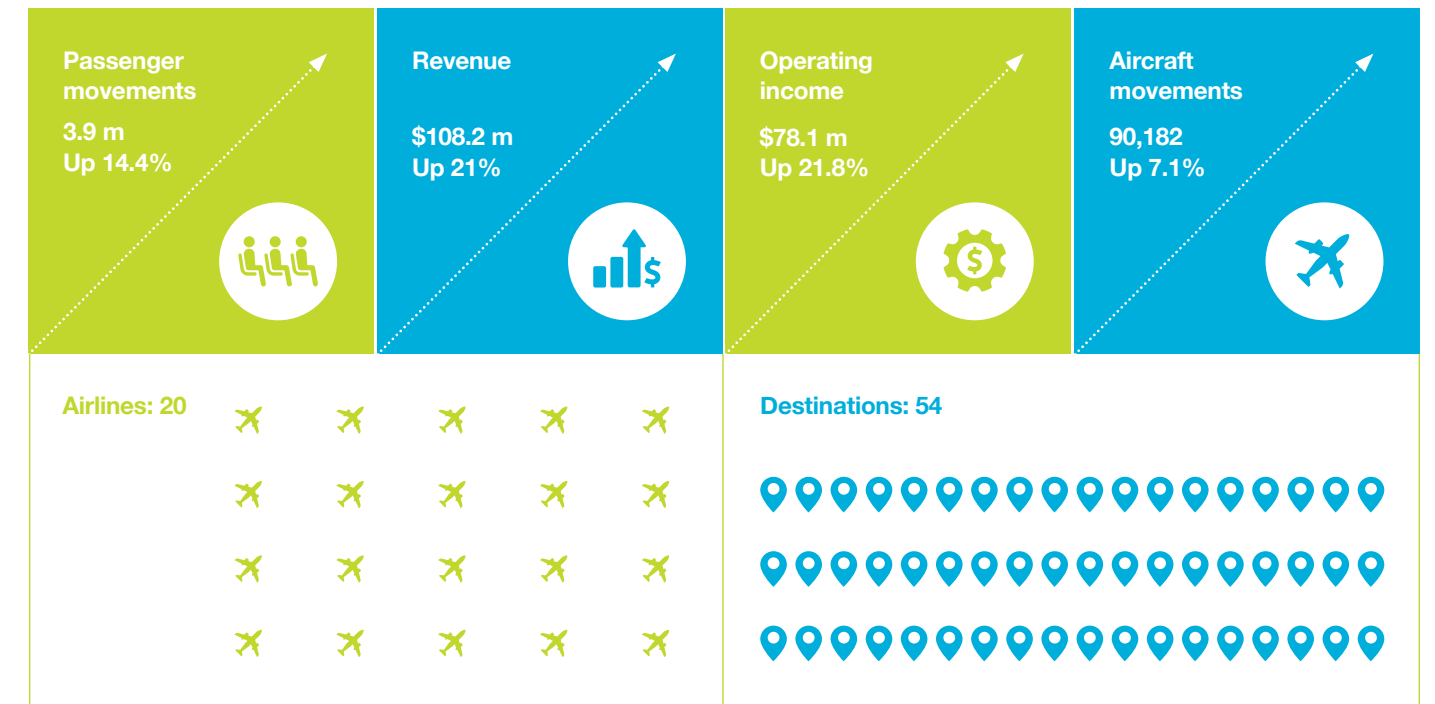 Passenger
movements
3.9 m
Up 14.4%
Revenue
$108.2 m
Up 21%
Operating
income
$78.1 m
Up 21.8%
Aircraft
movements
90,182
Up 7.1%
$
$
Airlines: 20
Destinations: 54